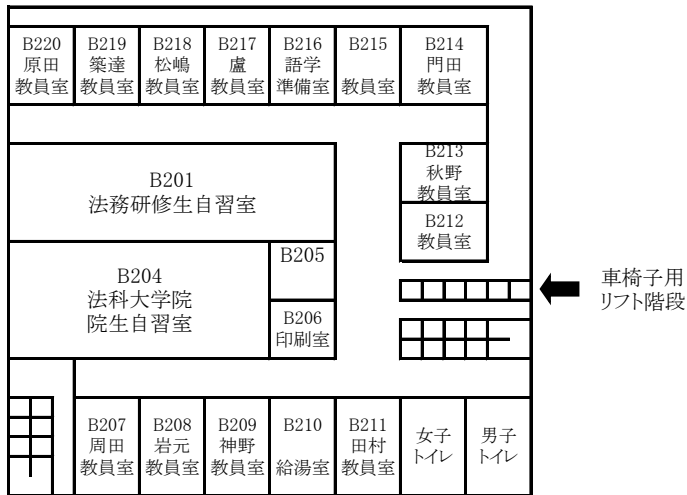 B220
原田
教員室
B219
築達
教員室
B218
松嶋
教員室
B217
盧
教員室
B216
語学
準備室
B215
教員室
B214
門田
教員室
B201
法務研修生自習室
B213
秋野
教員室
B212
教員室
B204
法科大学院
院生自習室
B205
B206
印刷室
車椅子用
リフト階段
B207
周田
教員室
B208
岩元
教員室
B209
神野
教員室
B210
給湯室
B211
田村
教員室
女子
トイレ
男子
トイレ